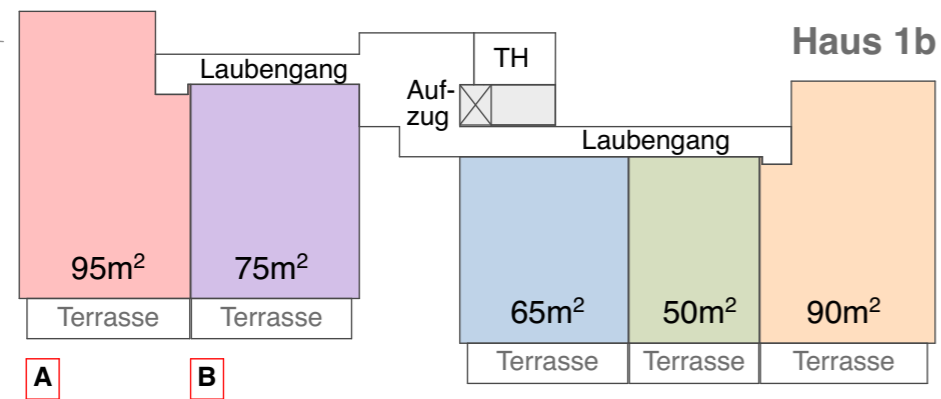 Haus 1b
TH
Laubengang
Auf-
zug
Laubengang
95m²
75m²
65m²
50m²
90m²
Terrasse
Terrasse
Terrasse
Terrasse
Terrasse
A
B